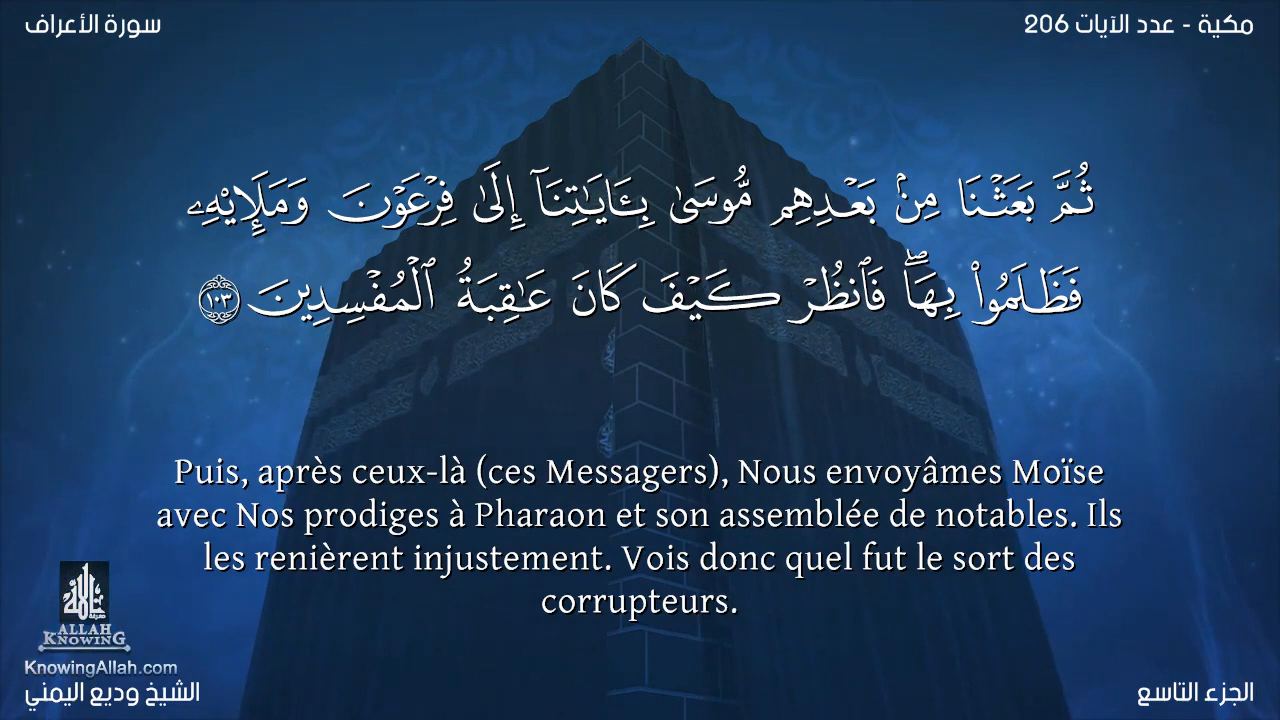 سورة الأعراف
مكية - عدد الآيات 206
ثُمَّ بَعَثْنَا مِنۢ بَعْدِهِم مُّوسَىٰ بِـَٔايَـٰتِنَآ إِلَىٰ فِرْعَوْنَ وَمَلَإِي۟هِۦ
فَظَلَمُوا۟ بِهَا ۖ فَٱنظُرْ كَيْفَ كَانَ عَـٰقِبَةُ ٱلْمُفْسِدِينَ ١٠٣
Puis, après ceux-là (ces Messagers), Nous envoyâmes Moïse
avec Nos prodiges à Pharaon et son assemblée de notables. Ils
les renièrent injustement. Vois donc quel fut le sort des
corrupteurs.
معرفة الله
ALLAH
KNOWING
KnowingAllah.com
الشيخ وديع اليمني
الجزء التاسع